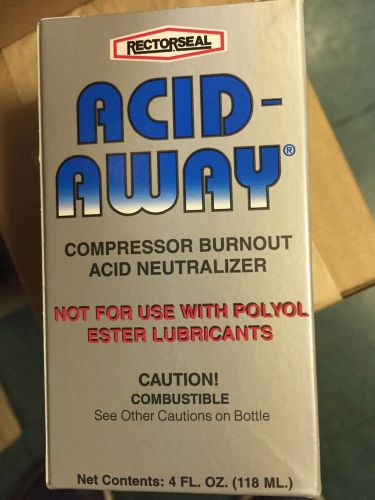 RECTORSEAL
ACID-
AWAY®
COMPRESSOR BURNOUT
ACID NEUTRALIZER
NOT FOR USE WITH POLYOL
ESTER LUBRICANTS
CAUTION!
COMBUSTIBLE
See Other Cautions on Bottle
Net Contents: 4 FL. OZ. (118 ML.)